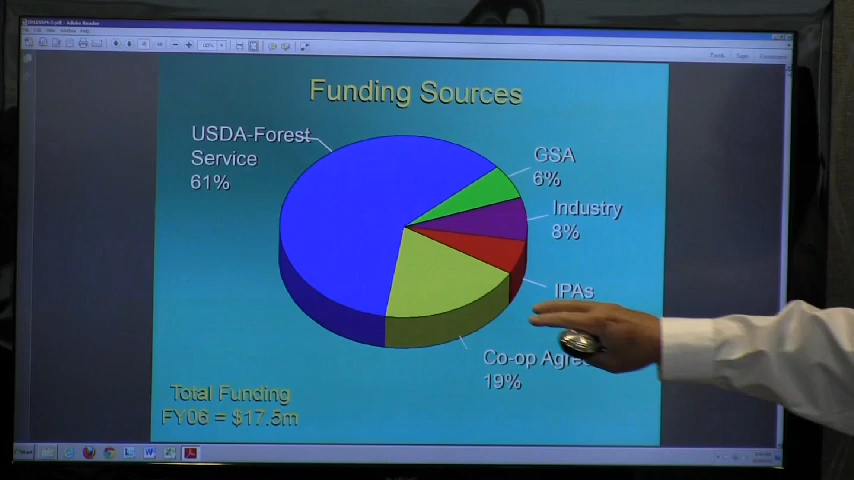 Funding Sources
USDA-Forest
Service
61%
GSA
6%
Industry
8%
IPAs
Co-op
19%
Total Funding
FY06 = $17.5m